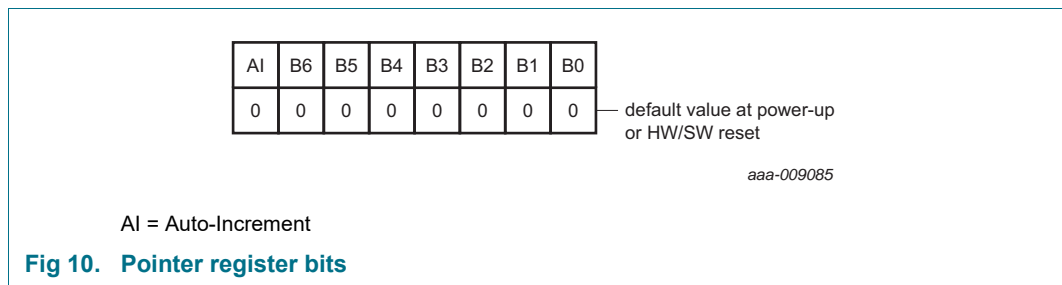 AI B6 B5 B4 B3 B2 B1 B0
0 0 0 0 0 0 0 0
default value at power-up
or HW/SW reset
aaa-009085
AI = Auto-Increment
Fig 10. Pointer register bits